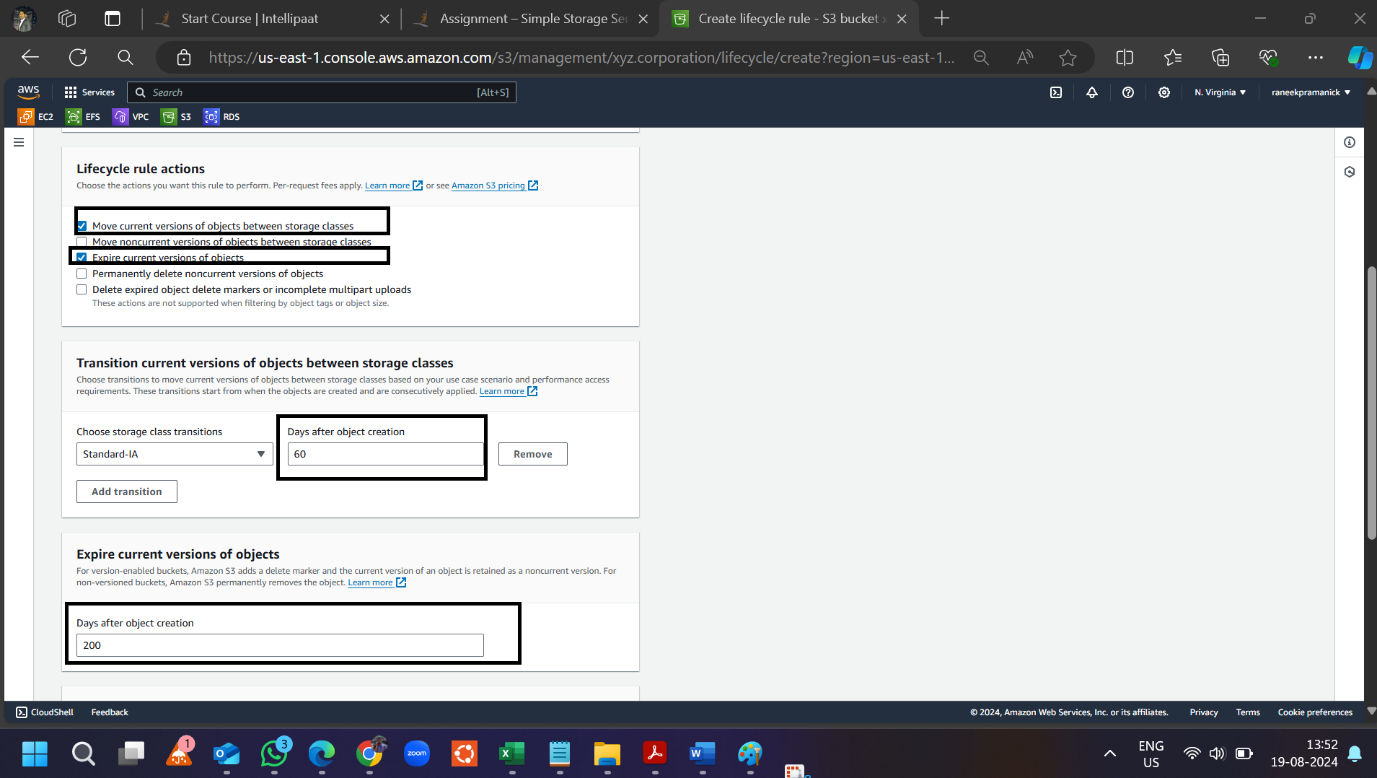 Start Course | Intellipaat
Assignment – Simple Storage Se
Create lifecycle rule - S3 bucket
https://us-east-1.console.aws.amazon.com/s3/management/xyz.corporation/lifecycle/create?region=us-east-1...
aws
Services
Search
[Alt+S]
N. Virginia
raneekpramanick
EC2
EFS
VPC
S3
RDS
Lifecycle rule actions
Choose the actions you want this rule to perform. Per-request fees apply. Learn more or see Amazon S3 pricing
Move current versions of objects between storage classes
Move noncurrent versions of objects between storage classes
Expire current versions of objects
Permanently delete noncurrent versions of objects
Delete expired object delete markers or incomplete multipart uploads
These actions are not supported when filtering by object tags or object size.
Transition current versions of objects between storage classes
Choose transitions to move current versions of objects between storage classes based on your use case scenario and performance access
requirements. These transitions start from when the objects are created and are consecutively applied. Learn more
Choose storage class transitions
Days after object creation
Standard-IA
60
Remove
Add transition
Expire current versions of objects
For version-enabled buckets, Amazon S3 adds a delete marker and the current version of an object is retained as a noncurrent version. For
non-versioned buckets, Amazon S3 permanently removes the object. Learn more
Days after object creation
200
CloudShell
Feedback
© 2024, Amazon Web Services, Inc. or its affiliates.
Privacy
Terms
Cookie preferences
1
3
zoom
ENG
US
13:52
19-08-2024